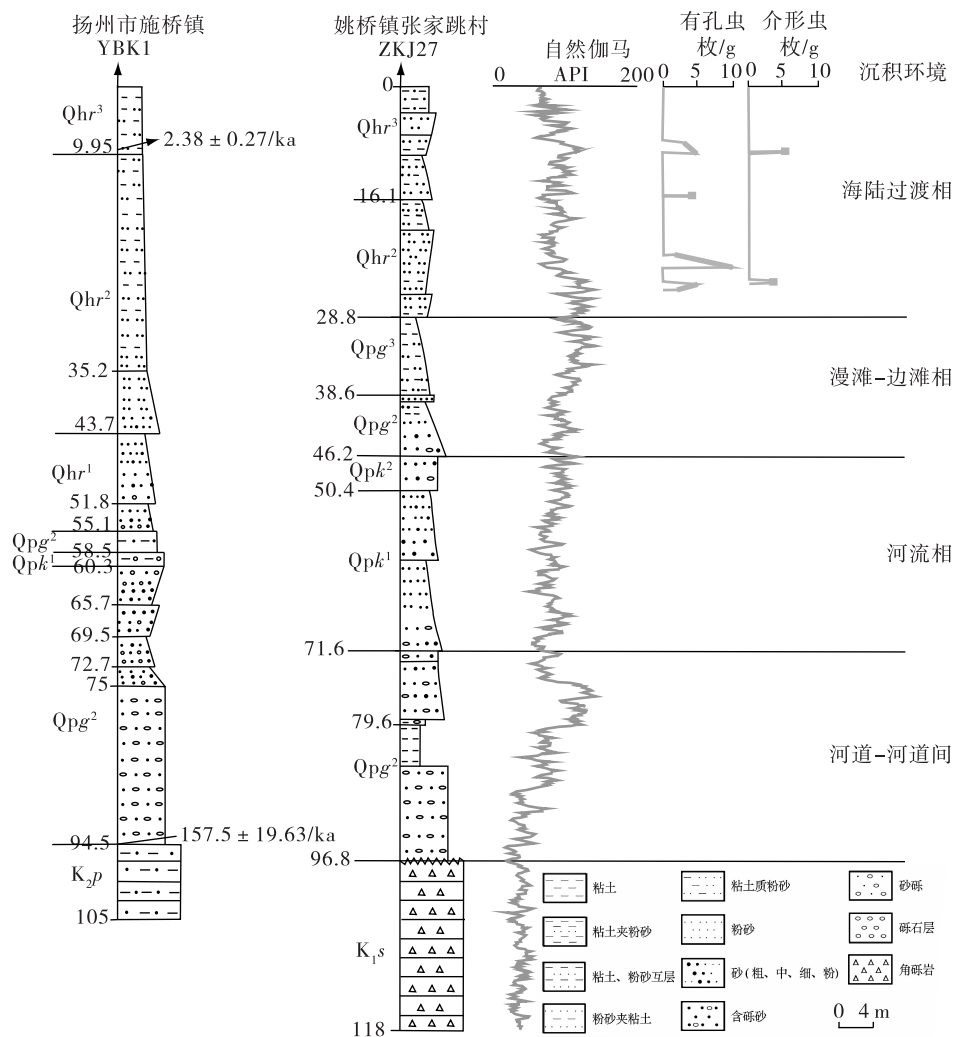 扬州市施桥镇
YBK1
Qhr³
9.95
2.38 ± 0.27/ka
Qhr²
35.2
43.7
Qhr¹
51.8
55.1
Qpg²
58.5
Qpk¹
60.3
65.7
69.5
72.7
75
Qpg²
94.5
157.5 ± 19.63/ka
K₂p
105
姚桥镇张家跳村
ZKJ27
0
Qhr³
16.1
Qhr²
28.8
Qpg³
38.6
Qpg²
46.2
Qpk²
50.4
Qpk¹
71.6
79.6
Qpg²
96.8
K₁s
118
自然伽马
0 API 200
有孔虫
枚/g
0 5 10
介形虫
枚/g
0 5 10
沉积环境
海陆过渡相
漫滩-边滩相
河流相
河道-河道间
粘土
粘土夹粉砂
粘土、粉砂互层
粉砂夹粘土
粘土质粉砂
粉砂
砂(粗、中、细、粉)
含砾砂
砂砾
砾石层
角砾岩
0 4 m